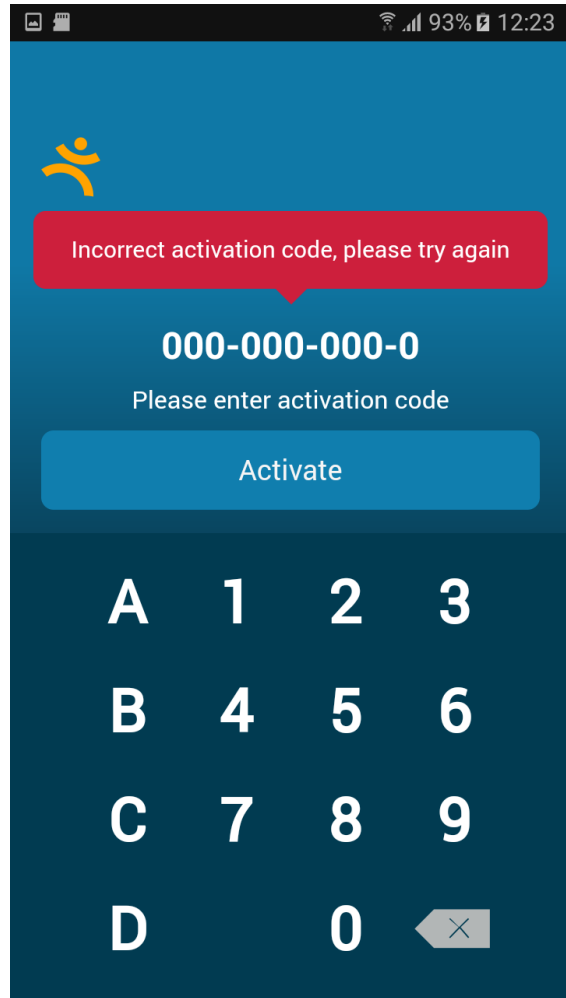 93% 12:23
Incorrect activation code, please try again
000-000-000-0
Please enter activation code
Activate
A 1 2 3
B 4 5 6
C 7 8 9
D 0